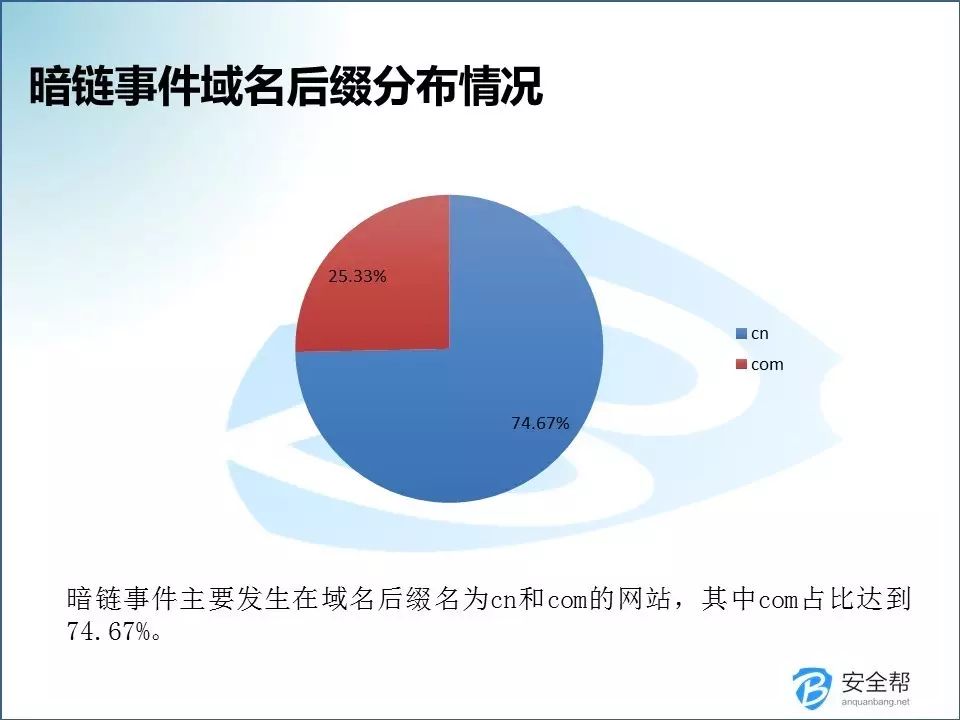 暗链事件域名后缀分布情况
25.33%
74.67%
cn
com
暗链事件主要发生在域名后缀名为cn和com的网站，其中com占比达到
74.67%。
安全帮
anquanbang.net